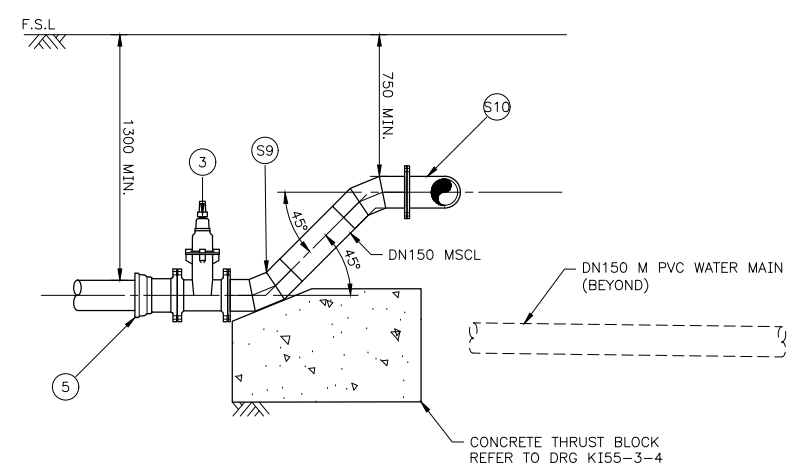 F.S.L
1300 MIN.
750 MIN.
S10
S9
3
45°
45°
DN150 MSCL
DN150 M PVC WATER MAIN
(BEYOND)
5
CONCRETE THRUST BLOCK
REFER TO DRG KI55-3-4